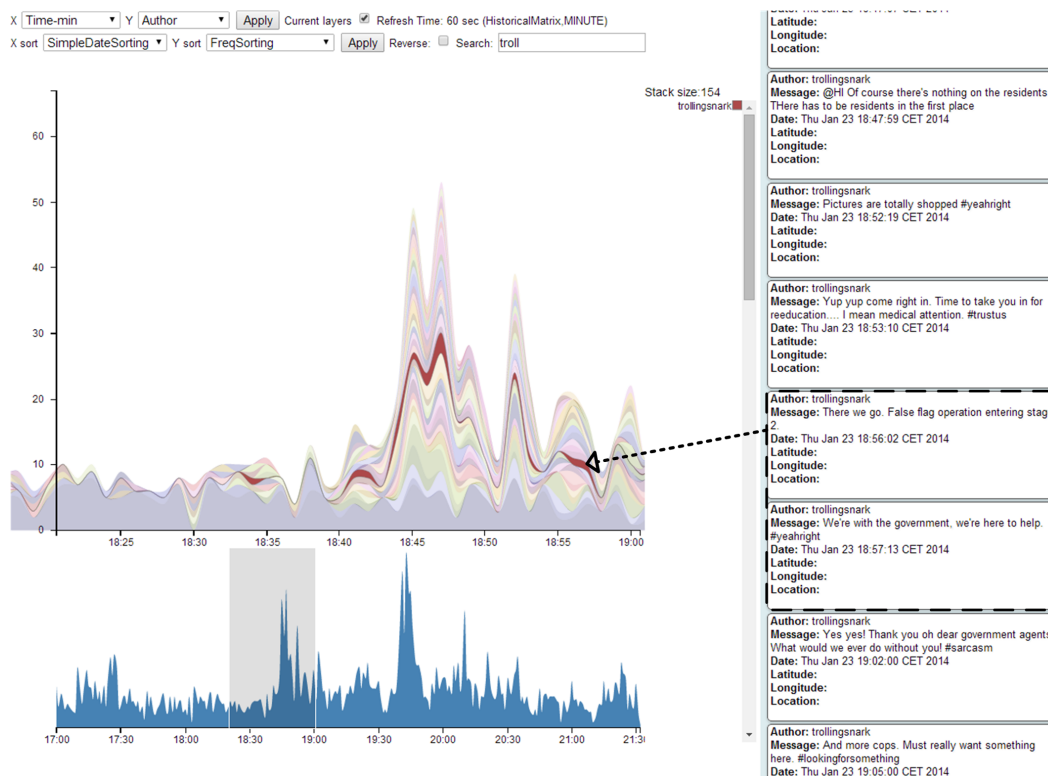 X Time-min Y Author Apply Current layers Refresh Time: 60 sec (HistoricalMatrix,MINUTE)
X sort SimpleDateSorting Y sort FreqSorting Apply Reverse: Search: troll
Stack size:154
trollingsnark
60
50
40
30
20
10
0
18:25 18:30 18:35 18:40 18:45 18:50 18:55 19:00
17:00 17:30 18:00 18:30 19:00 19:30 20:00 20:30 21:00 21:30
Latitude:
Longitude:
Location:
Author: trollingsnark
Message: @HI Of course there's nothing on the residents
THere has to be residents in the first place
Date: Thu Jan 23 18:47:59 CET 2014
Latitude:
Longitude:
Location:
Author: trollingsnark
Message: Pictures are totally shopped #yeahright
Date: Thu Jan 23 18:52:19 CET 2014
Latitude:
Longitude:
Location:
Author: trollingsnark
Message: Yup yup come right in. Time to take you in for
reeducation.... I mean medical attention. #trustus
Date: Thu Jan 23 18:53:10 CET 2014
Latitude:
Longitude:
Location:
Author: trollingsnark
Message: There we go. False flag operation entering stag
2.
Date: Thu Jan 23 18:56:02 CET 2014
Latitude:
Longitude:
Location:
Author: trollingsnark
Message: We're with the government, we're here to help.
#yeahright
Date: Thu Jan 23 18:57:13 CET 2014
Latitude:
Longitude:
Location:
Author: trollingsnark
Message: Yes yes! Thank you oh dear government agents
What would we ever do without you! #sarcasm
Date: Thu Jan 23 19:02:00 CET 2014
Latitude:
Longitude:
Location:
Author: trollingsnark
Message: And more cops. Must really want something
here. #lookingforsomething
Date: Thu Jan 23 19:05:00 CET 2014